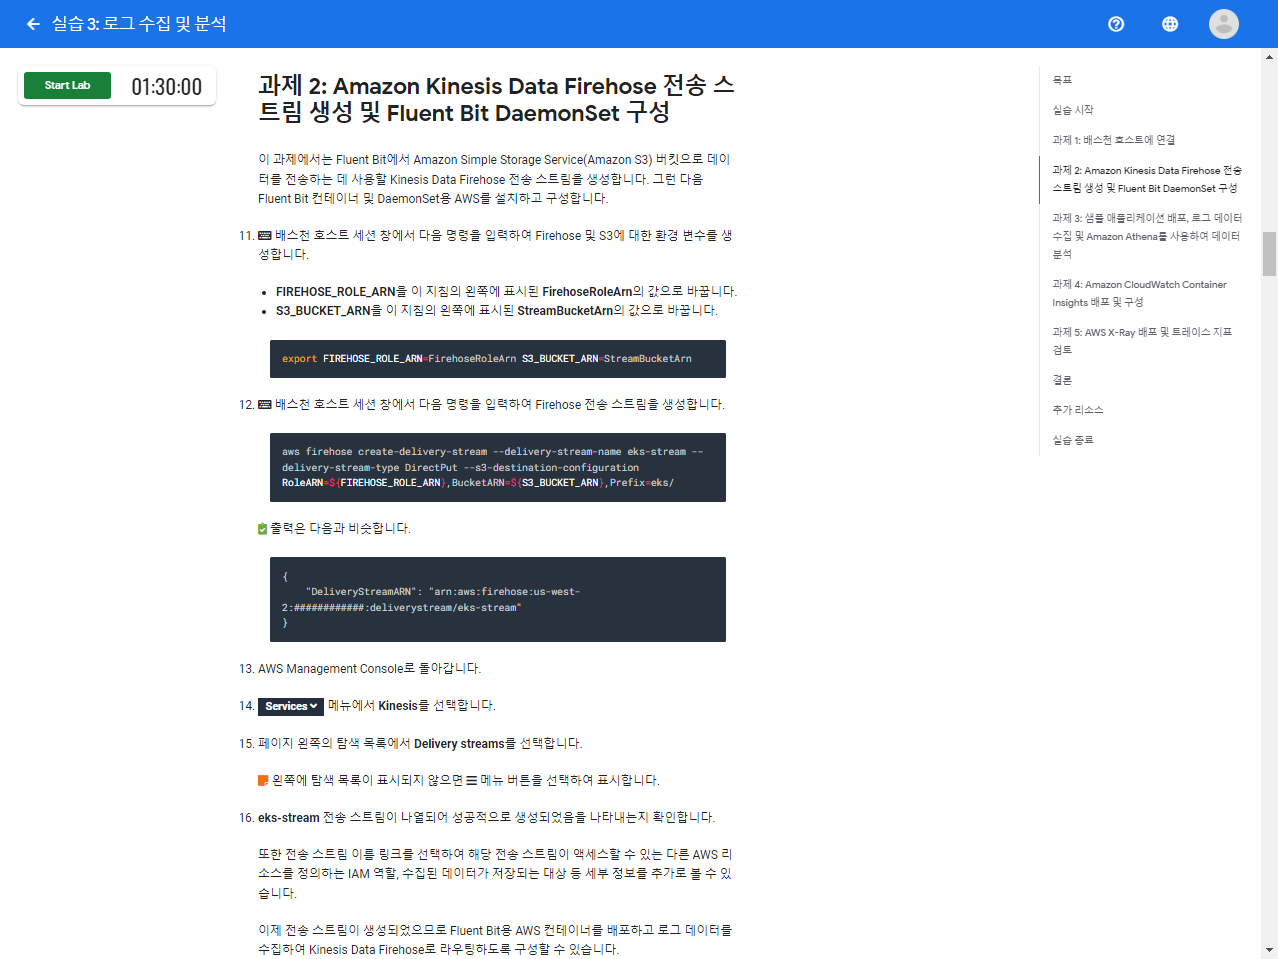 실습 3: 로그 수집 및 분석
Start Lab
01:30:00
과제 2: Amazon Kinesis Data Firehose 전송 스
트림 생성 및 Fluent Bit DaemonSet 구성
이 과제에서는 Fluent Bit에서 Amazon Simple Storage Service(Amazon S3) 버킷으로 데이
터를 전송하는 데 사용할 Kinesis Data Firehose 전송 스트림을 생성합니다. 그런 다음
Fluent Bit 컨테이너 및 DaemonSet용 AWS를 설치하고 구성합니다.
11. 배스천 호스트 세션 창에서 다음 명령을 입력하여 Firehose 및 S3에 대한 환경 변수를 생
성합니다.
• FIREHOSE_ROLE_ARN을 이 지침의 왼쪽에 표시된 FirehoseRoleArn의 값으로 바꿉니다.
• S3_BUCKET_ARN을 이 지침의 왼쪽에 표시된 StreamBucketArn의 값으로 바꿉니다.
export FIREHOSE_ROLE_ARN=FirehoseRoleArn S3_BUCKET_ARN=StreamBucketArn
12. 배스천 호스트 세션 창에서 다음 명령을 입력하여 Firehose 전송 스트림을 생성합니다.
aws firehose create-delivery-stream --delivery-stream-name eks-stream --
delivery-stream-type DirectPut --s3-destination-configuration
RoleARN=${FIREHOSE_ROLE_ARN},BucketARN=${S3_BUCKET_ARN},Prefix=eks/
출력은 다음과 비슷합니다.
{
"DeliveryStreamARN": "arn:aws:firehose:us-west-
2:############:deliverystream/eks-stream"
}
13. AWS Management Console로 돌아갑니다.
14. Services 메뉴에서 Kinesis를 선택합니다.
15. 페이지 왼쪽의 탐색 목록에서 Delivery streams를 선택합니다.
왼쪽에 탐색 목록이 표시되지 않으면 메뉴 버튼을 선택하여 표시합니다.
16. eks-stream 전송 스트림이 나열되어 성공적으로 생성되었음을 나타내는지 확인합니다.
또한 전송 스트림 이름 링크를 선택하여 해당 전송 스트림이 액세스할 수 있는 다른 AWS 리
소스를 정의하는 IAM 역할, 수집된 데이터가 저장되는 대상 등 세부 정보를 추가로 볼 수 있
습니다.
이제 전송 스트림이 생성되었으므로 Fluent Bit용 AWS 컨테이너를 배포하고 로그 데이터를
수집하여 Kinesis Data Firehose로 라우팅하도록 구성할 수 있습니다.
목표
실습 시작
과제 1: 배스천 호스트에 연결
과제 2: Amazon Kinesis Data Firehose 전송
스트림 생성 및 Fluent Bit DaemonSet 구성
과제 3: 샘플 애플리케이션 배포, 로그 데이터
수집 및 Amazon Athena를 사용하여 데이터
분석
과제 4: Amazon CloudWatch Container
Insights 배포 및 구성
과제 5: AWS X-Ray 배포 및 트레이스 지표
검토
결론
추가 리소스
실습 종료